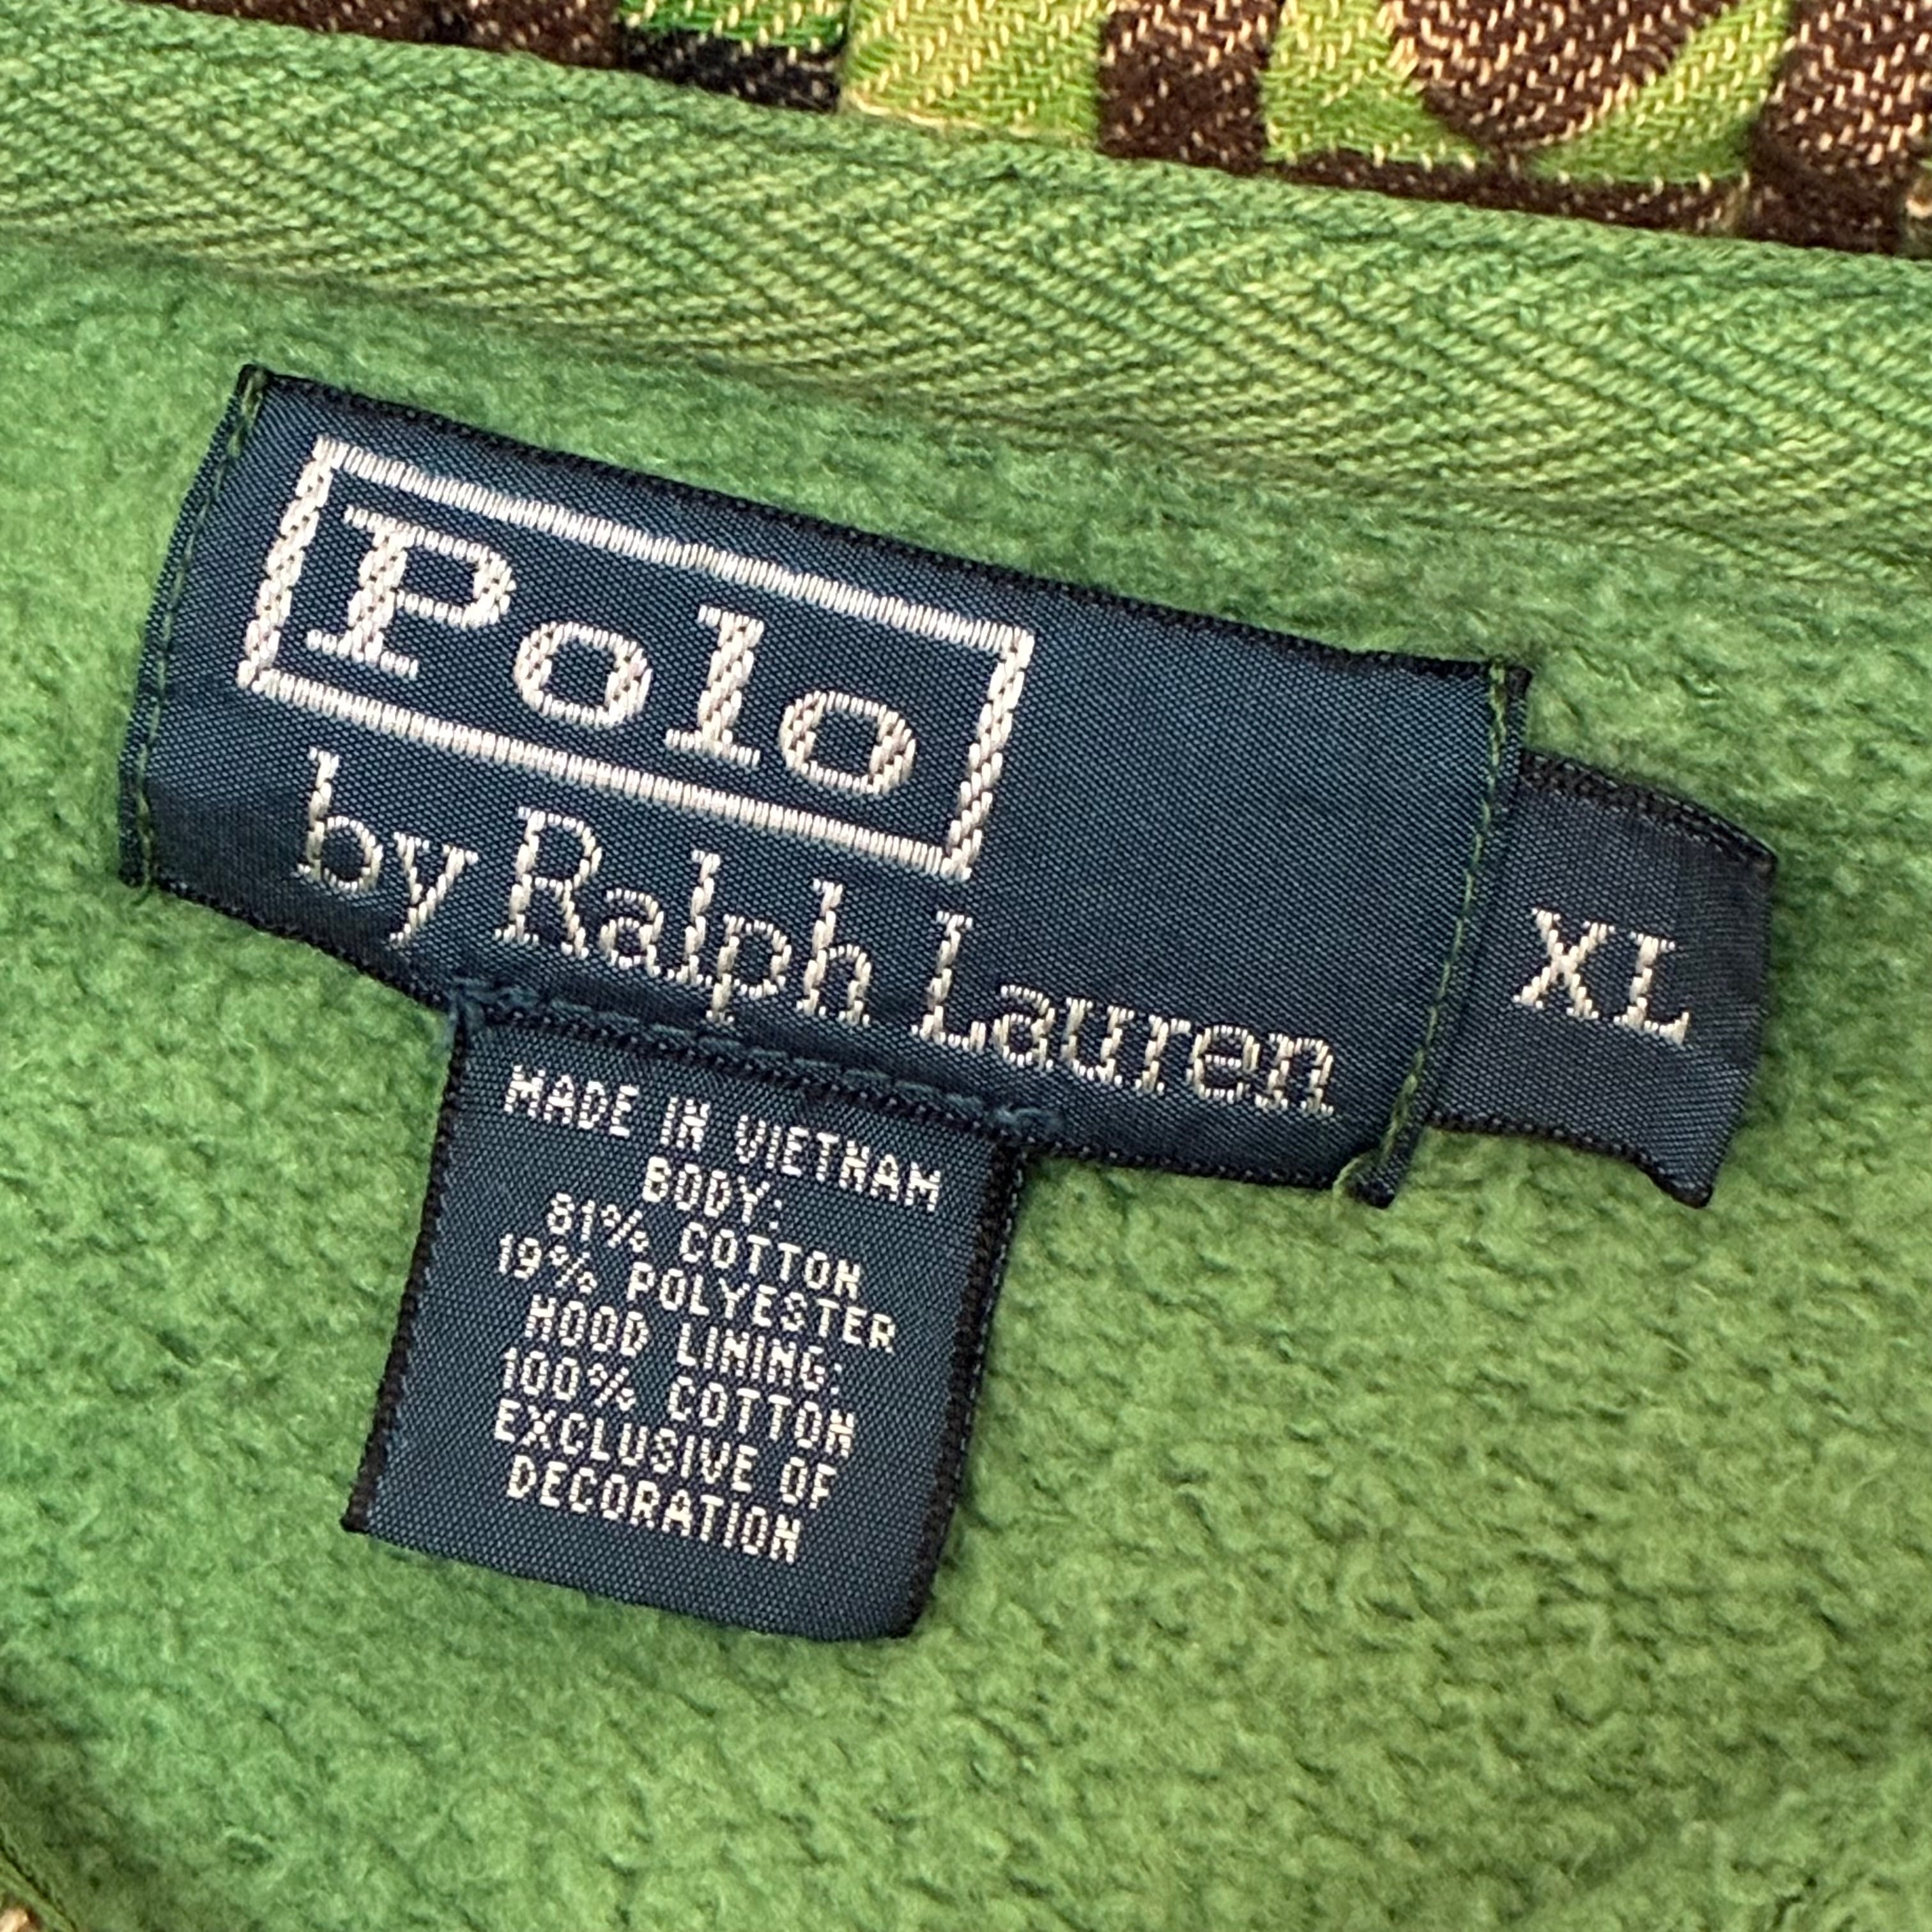 Polo
by Ralph Lauren
XL
MADE IN VIETNAM
BODY:
81% COTTON
19% POLYESTER
HOOD LINING:
100% COTTON
EXCLUSIVE OF
DECORATION